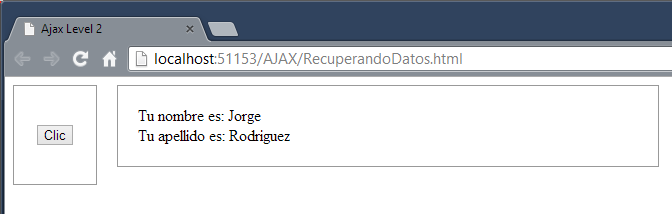 Ajax Level 2
localhost:51153/AJAX/RecuperandoDatos.html
Clic
Tu nombre es: Jorge
Tu apellido es: Rodriguez